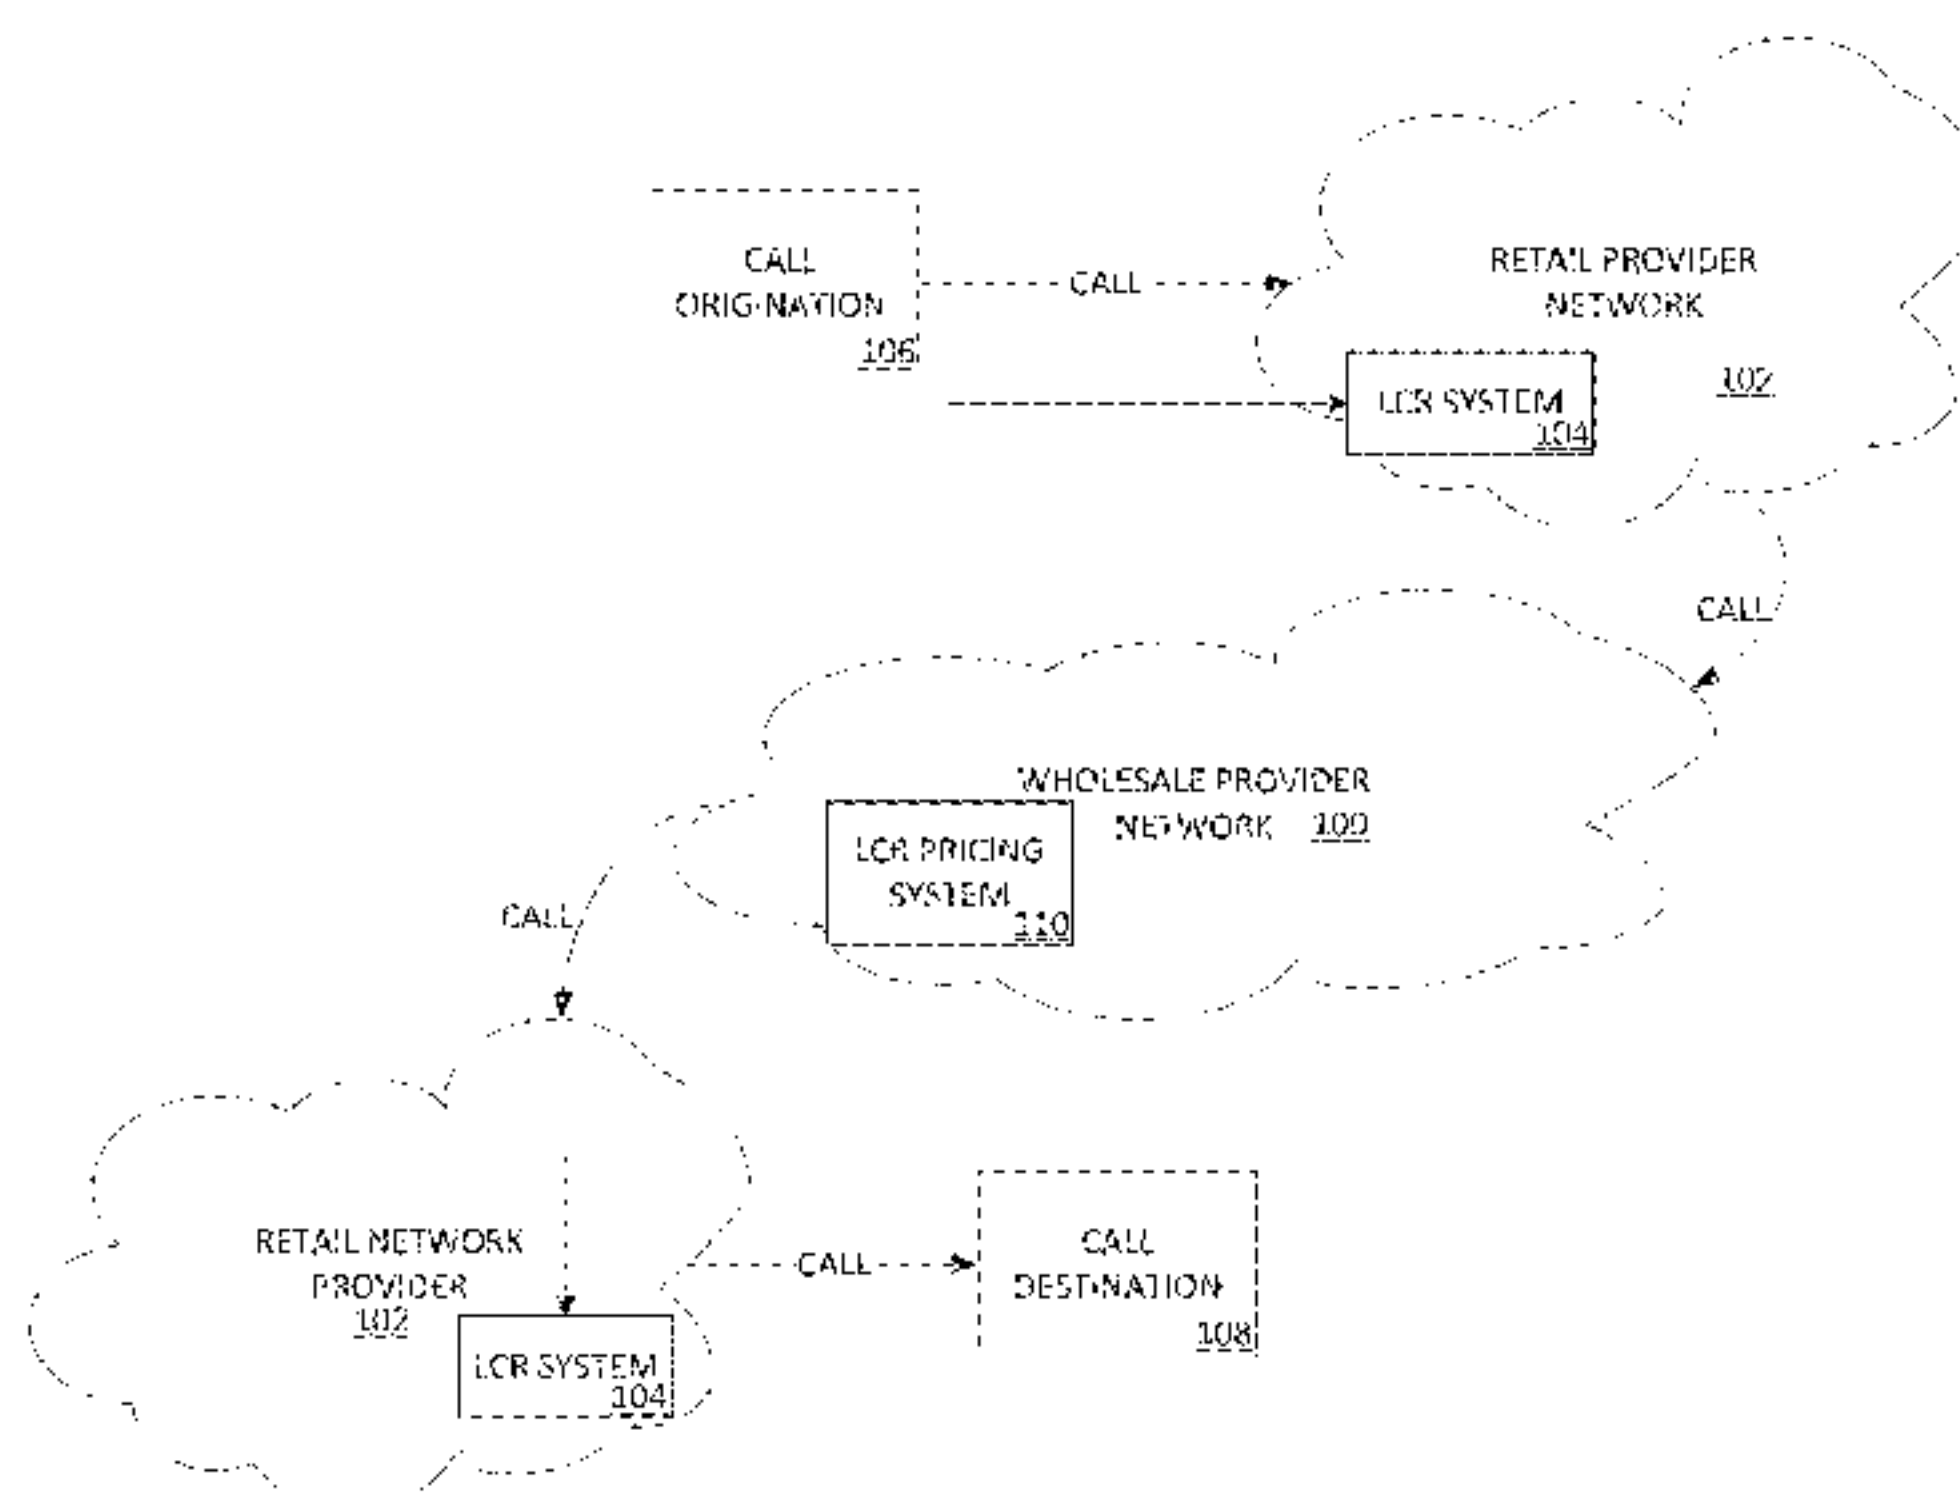 CALL
ORIGINATION
106
CALL
RETAIL PROVIDER
NETWORK
102
LCR SYSTEM
104
CALL
WHOLESALE PROVIDER
NETWORK 100
LCR PRICING
SYSTEM
110
CALL
RETAIL NETWORK
PROVIDER
102
LCR SYSTEM
104
CALL
CALL
DESTINATION
108